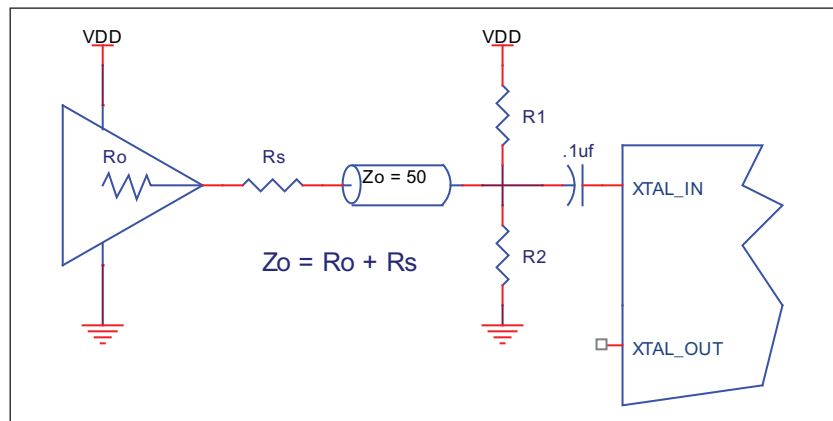 VDD
VDD
R1
Ro
Rs
.1uf
Zo = 50
XTAL_IN
R2
Zo = Ro + Rs
XTAL_OUT